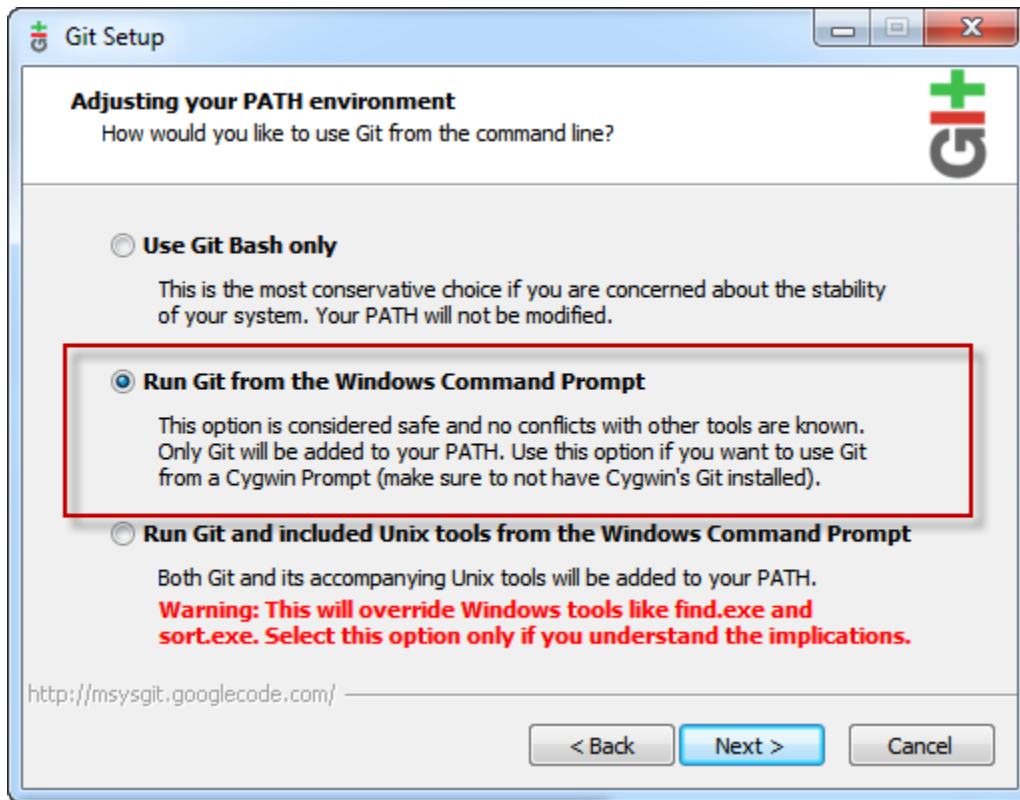 Git Setup
Adjusting your PATH environment
How would you like to use Git from the command line?
Use Git Bash only
This is the most conservative choice if you are concerned about the stability
of your system. Your PATH will not be modified.
Run Git from the Windows Command Prompt
This option is considered safe and no conflicts with other tools are known.
Only Git will be added to your PATH. Use this option if you want to use Git
from a Cygwin Prompt (make sure to not have Cygwin's Git installed).
Run Git and included Unix tools from the Windows Command Prompt
Both Git and its accompanying Unix tools will be added to your PATH.
Warning: This will override Windows tools like find.exe and
sort.exe. Select this option only if you understand the implications.
http://msysgit.googlecode.com/
< Back
Next >
Cancel